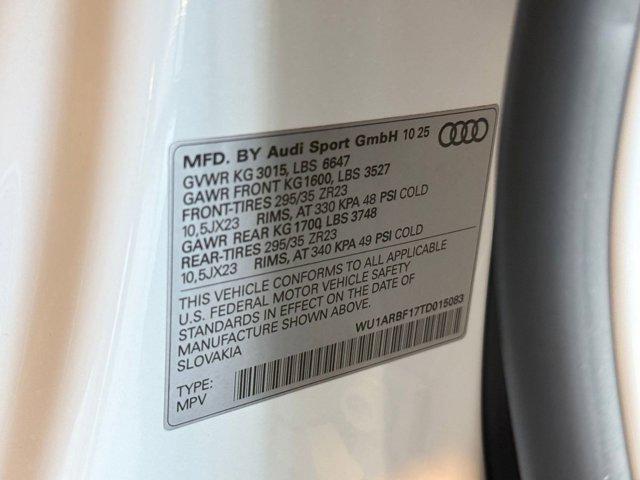 MFD. BY Audi Sport GmbH 10 25
GVWR KG 3015, LBS 6647
GAWR FRONT KG1600, LBS 3527
FRONT-TIRES 295/35 ZR23
10,5JX23 RIMS, AT 330 KPA 48 PSI COLD
GAWR REAR KG 1700, LBS 3748
REAR-TIRES 295/35 ZR23
10,5JX23 RIMS, AT 340 KPA 49 PSI COLD
THIS VEHICLE CONFORMS TO ALL APPLICABLE
U.S. FEDERAL MOTOR VEHICLE SAFETY
STANDARDS IN EFFECT ON THE DATE OF
MANUFACTURE SHOWN ABOVE.
SLOVAKIA
WU1ARBF17TD015083
TYPE:
MPV